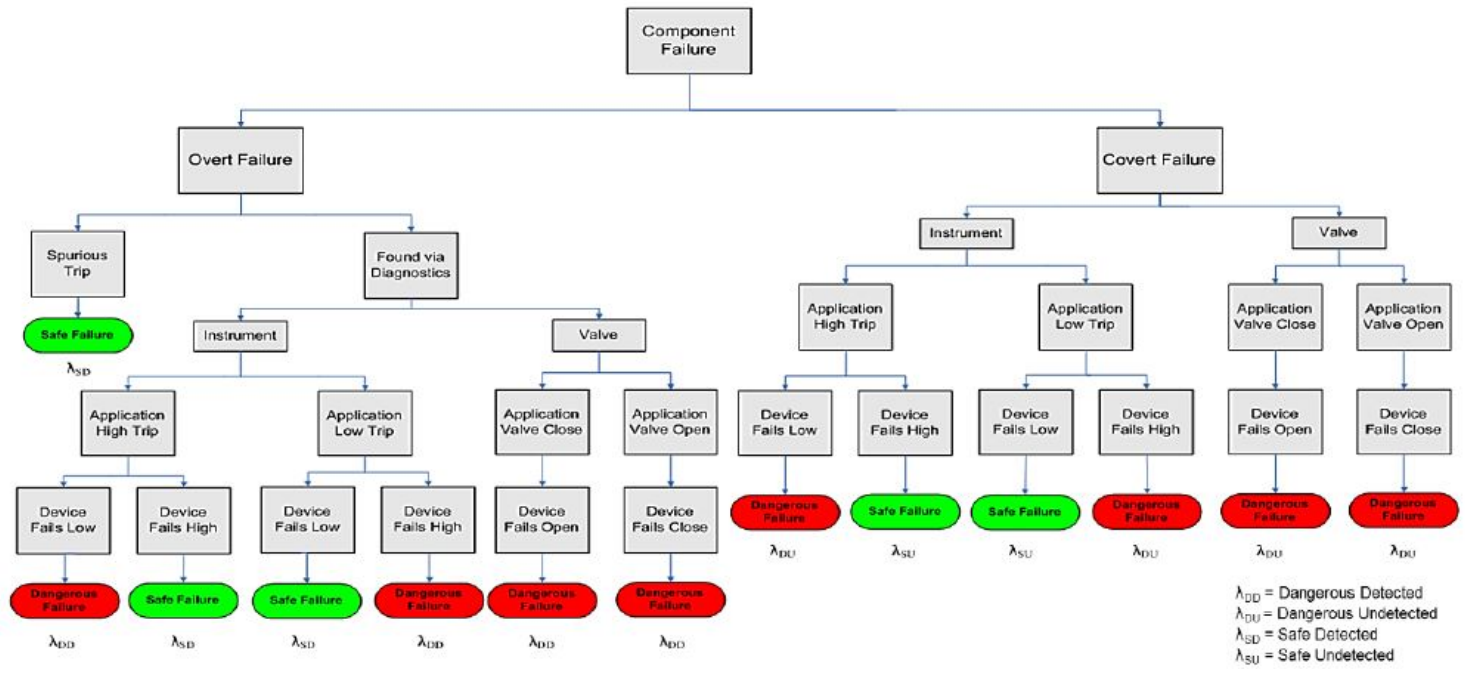 Component
Failure
Overt Failure
Covert Failure
Spurious
Trip
Found via
Diagnostics
Instrument
Valve
Safe Failure
λSD
Instrument
Valve
Application
High Trip
Application
Low Trip
Application
Valve Close
Application
Valve Open
Application
High Trip
Application
Low Trip
Application
Valve Close
Application
Valve Open
Device
Fails Low
Device
Fails High
Device
Fails Low
Device
Fails High
Device
Fails Open
Device
Fails Close
Device
Fails Low
Device
Fails High
Device
Fails Low
Device
Fails High
Device
Fails Open
Device
Fails Close
Dangerous
Failure
Safe Failure
Safe Failure
Dangerous
Failure
Dangerous
Failure
Dangerous
Failure
λDU
λSU
λSU
λDU
λDU
λDU
Dangerous
Failure
Safe Failure
Safe Failure
Dangerous
Failure
Dangerous
Failure
Dangerous
Failure
λDD
λSD
λSD
λDD
λDD
λDD
λDD = Dangerous Detected
λDU = Dangerous Undetected
λSD = Safe Detected
λSU = Safe Undetected